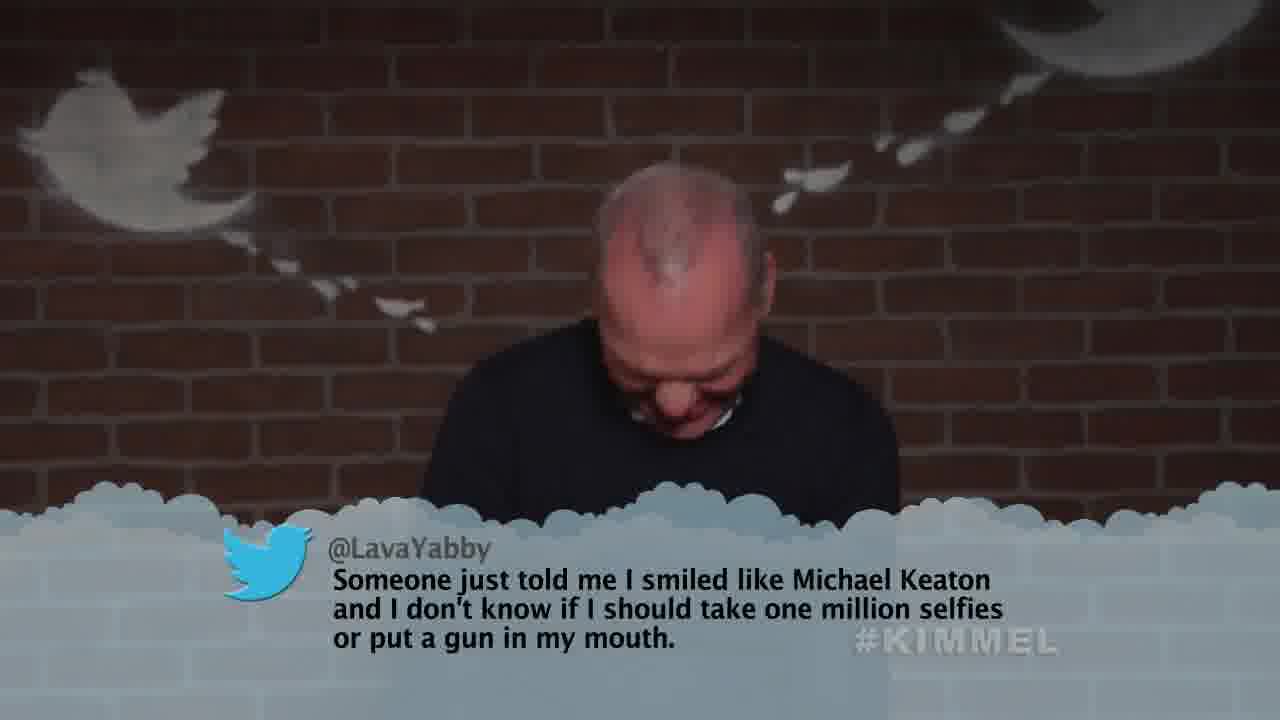 @LavaYabby
Someone just told me I smiled like Michael Keaton
and I don't know if I should take one million selfies
or put a gun in my mouth.
#KIMMEL